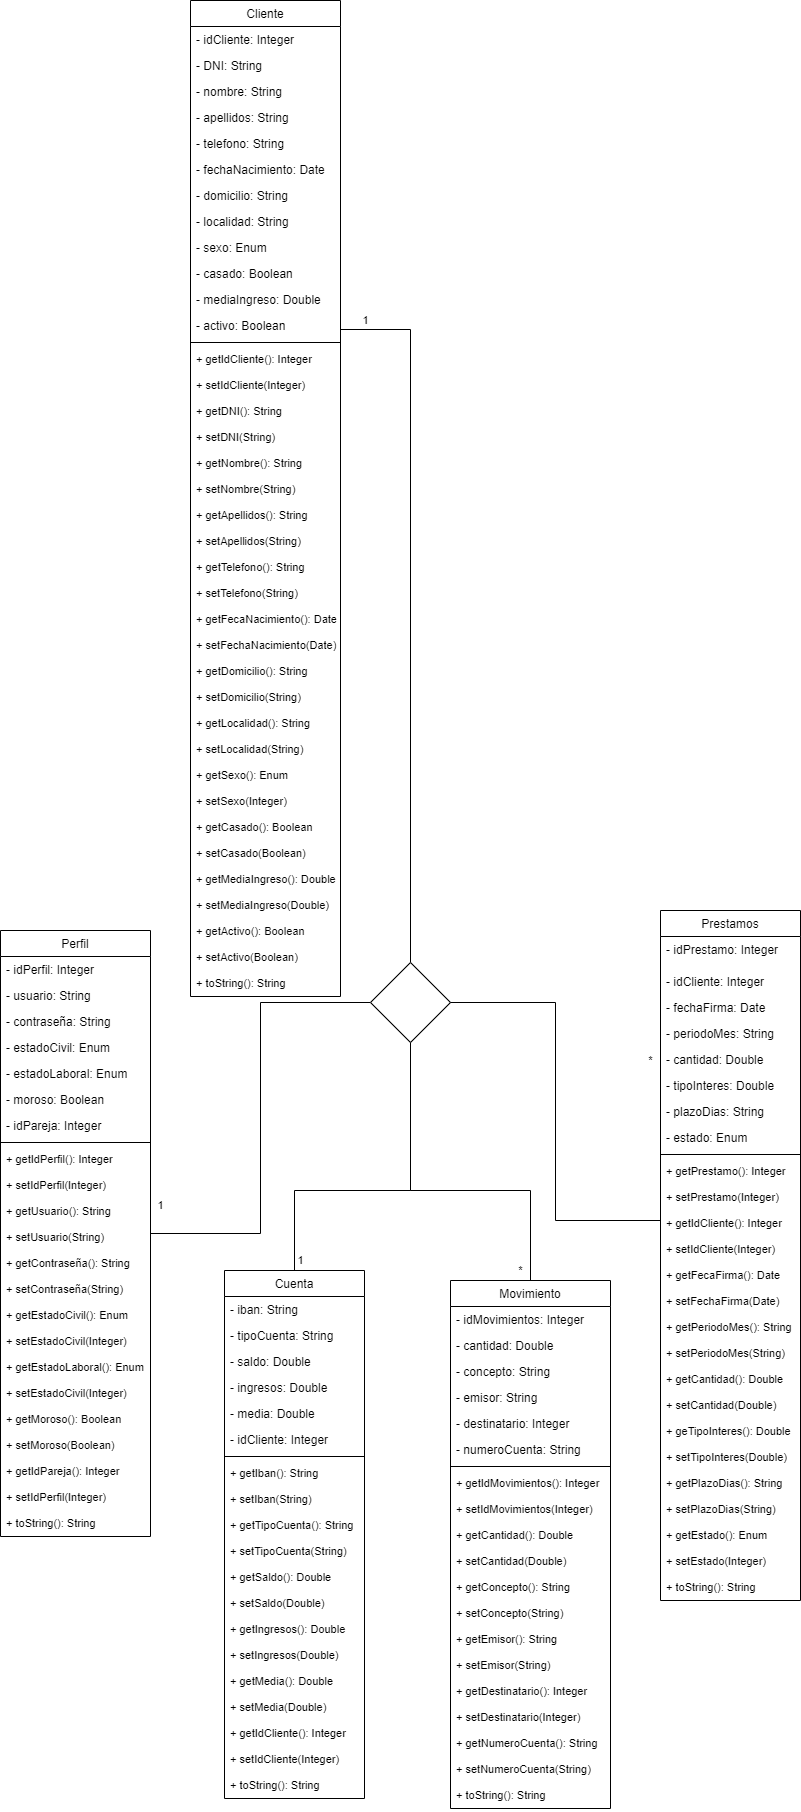 Cliente
- idCliente: Integer
- DNI: String
- nombre: String
- apellidos: String
- telefono: String
- fechaNacimiento: Date
- domicilio: String
- localidad: String
- sexo: Enum
- casado: Boolean
- mediaIngreso: Double
- activo: Boolean
+ getIdCliente(): Integer
+ setIdCliente(Integer)
+ getDNI(): String
+ setDNI(String)
+ getNombre(): String
+ setNombre(String)
+ getApellidos(): String
+ setApellidos(String)
+ getTelefono(): String
+ setTelefono(String)
+ getFecaNacimiento(): Date
+ setFechaNacimiento(Date)
+ getDomicilio(): String
+ setDomicilio(String)
+ getLocalidad(): String
+ setLocalidad(String)
+ getSexo(): Enum
+ setSexo(Integer)
+ getCasado(): Boolean
+ setCasado(Boolean)
+ getMediaIngreso(): Double
+ setMediaIngreso(Double)
+ getActivo(): Boolean
+ setActivo(Boolean)
+ toString(): String
1
Perfil
- idPerfil: Integer
- usuario: String
- contraseña: String
- estadoCivil: Enum
- estadoLaboral: Enum
- moroso: Boolean
- idPareja: Integer
+ getIdPerfil(): Integer
+ setIdPerfil(Integer)
+ getUsuario(): String
+ setUsuario(String)
+ getContraseña(): String
+ setContraseña(String)
+ getEstadoCivil(): Enum
+ setEstadoCivil(Integer)
+ getEstadoLaboral(): Enum
+ setEstadoCivil(Integer)
+ getMoroso(): Boolean
+ setMoroso(Boolean)
+ getIdPareja(): Integer
+ setIdPerfil(Integer)
+ toString(): String
1
Cuenta
- iban: String
- tipoCuenta: String
- saldo: Double
- ingresos: Double
- media: Double
- idCliente: Integer
+ getIban(): String
+ setIban(String)
+ getTipoCuenta(): String
+ setTipoCuenta(String)
+ getSaldo(): Double
+ setSaldo(Double)
+ getIngresos(): Double
+ setIngresos(Double)
+ getMedia(): Double
+ setMedia(Double)
+ getIdCliente(): Integer
+ setIdCliente(Integer)
+ toString(): String
1
Movimiento
- idMovimientos: Integer
- cantidad: Double
- concepto: String
- emisor: String
- destinatario: Integer
- numeroCuenta: String
+ getIdMovimientos(): Integer
+ setIdMovimientos(Integer)
+ getCantidad(): Double
+ setCantidad(Double)
+ getConcepto(): String
+ setConcepto(String)
+ getEmisor(): String
+ setEmisor(String)
+ getDestinatario(): Integer
+ setDestinatario(Integer)
+ getNumeroCuenta(): String
+ setNumeroCuenta(String)
+ toString(): String
*
Prestamos
- idPrestamo: Integer
- idCliente: Integer
- fechaFirma: Date
- periodoMes: String
- cantidad: Double
- tipoInteres: Double
- plazoDias: String
- estado: Enum
+ getPrestamo(): Integer
+ setPrestamo(Integer)
+ getIdCliente(): Integer
+ setIdCliente(Integer)
+ getFecaFirma(): Date
+ setFechaFirma(Date)
+ getPeriodoMes(): String
+ setPeriodoMes(String)
+ getCantidad(): Double
+ setCantidad(Double)
+ geTipoInteres(): Double
+ setTipoInteres(Double)
+ getPlazoDias(): String
+ setPlazoDias(String)
+ getEstado(): Enum
+ setEstado(Integer)
+ toString(): String
*